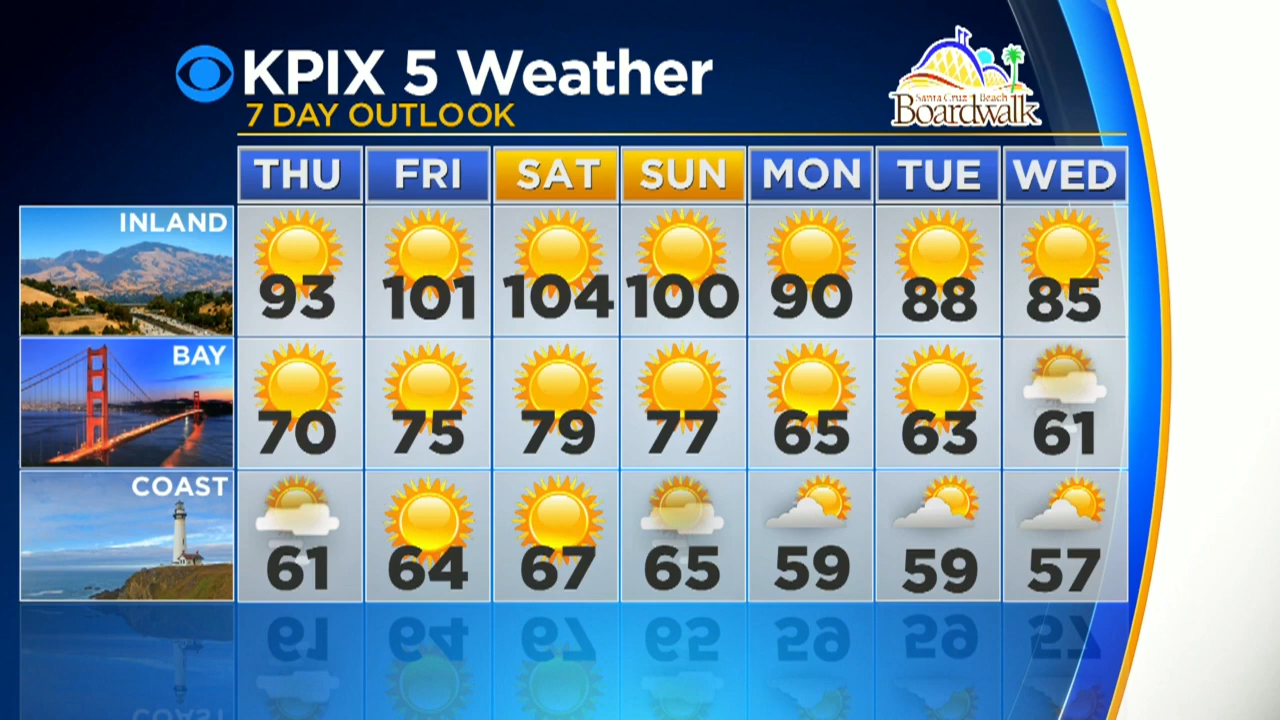 KPIX 5 Weather
7 DAY OUTLOOK
Santa Cruz Beach
Boardwalk
THU FRI SAT SUN MON TUE WED
INLAND
93 101 104 100 90 88 85
BAY
70 75 79 77 65 63 61
COAST
61 64 67 65 59 59 57